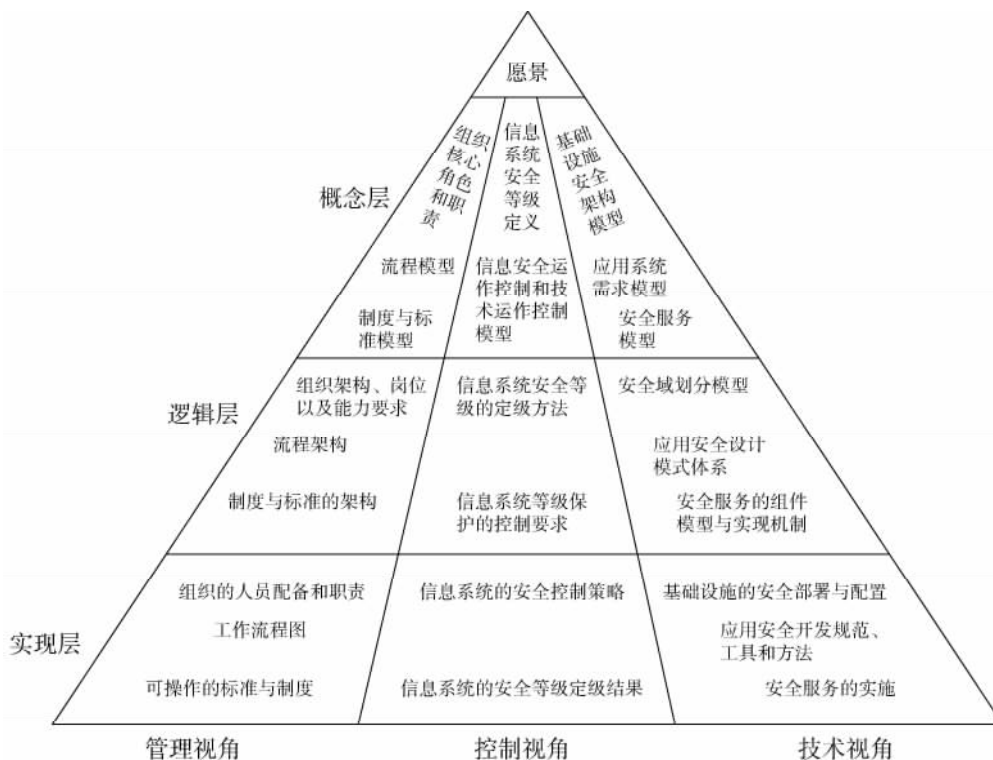 愿景
概念层
组织
核心
角色
和职
责
信息
系统
安全
等级
定义
基础
设施
安全
架构
模型
流程模型
制度与标
准模型
信息安全运
作控制和技
术运作控制
模型
应用系统
需求模型
安全服务
模型
逻辑层
组织架构、岗位
以及能力要求
流程架构
制度与标准的架构
信息系统安全等
级的定级方法
信息系统等级保
护的控制要求
安全域划分模型
应用安全设计
模式体系
安全服务的组件
模型与实现机制
实现层
组织的人员配备和职责
工作流程图
可操作的标准与制度
信息系统的安全控制策略
信息系统的安全等级定级结果
基础设施的安全部署与配置
应用安全开发规范、
工具和方法
安全服务的实施
管理视角
控制视角
技术视角